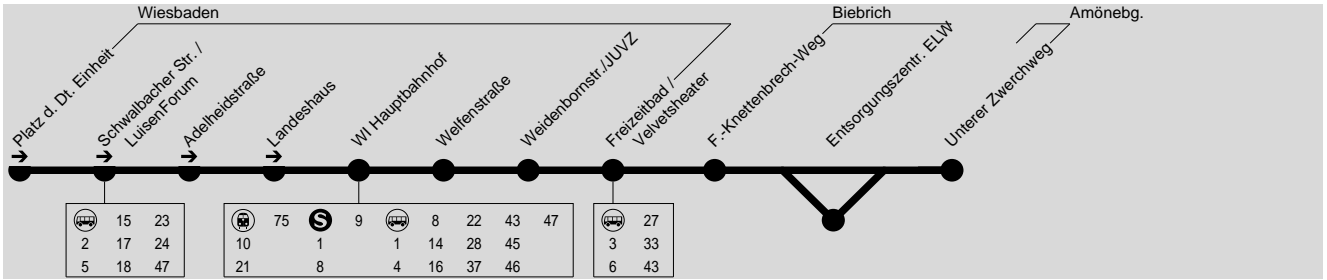 Wiesbaden
Biebrich
Amönebg.
Platz d. Dt. Einheit
Schwalbacher Str. /
LuisenForum
Adelheidstraße
Landeshaus
WI Hauptbahnhof
Welfenstraße
Weidenbornstr./JUVZ
Freizeitbad /
Velvetsheater
F.-Knettenbrech-Weg
Entsorgungszentr. ELW
Unterer Zwerchweg
15 23
2 17 24
5 18 47
75 S 9 8 22 43 47
10 1 1 14 28 45
21 8 4 16 37 46
27
3 33
6 43